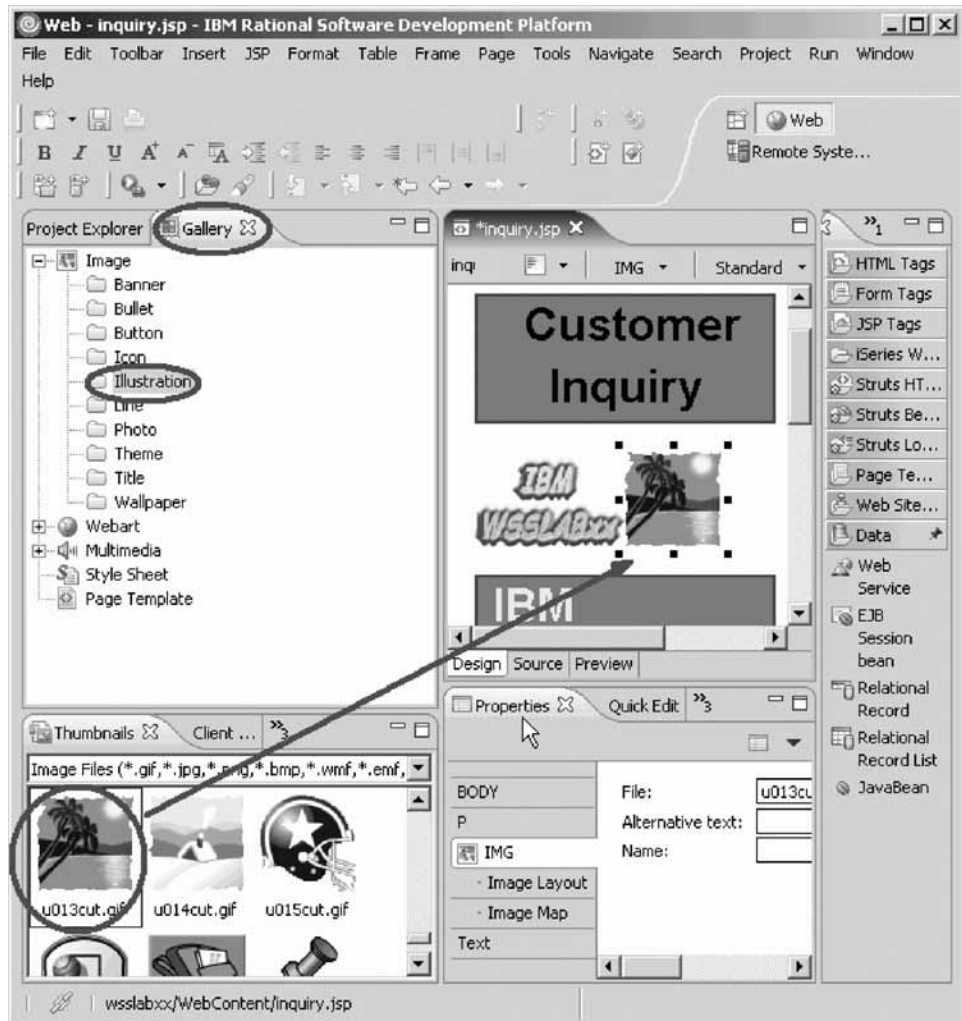 Web - inquiry.jsp - IBM Rational Software Development Platform
File Edit Toolbar Insert JSP Format Table Frame Page Tools Navigate Search Project Run Window
Help
Web
B I U A A A
Remote Syste...
Project Explorer Gallery
Image
Banner
Bullet
Button
Icon
Illustration
Line
Photo
Theme
Title
Wallpaper
Webart
Multimedia
Style Sheet
Page Template
*inquiry.jsp
inqu IMG Standard
Customer
Inquiry
IBM
WSSLABxx
IBM
Design Source Preview
»1
HTML Tags
Form Tags
JSP Tags
iSeries W...
Struts HT...
Struts Be...
Struts Lo...
Page Te...
Web Site...
Data
Web
Service
EJB
Session
bean
Relational
Record
Relational
Record List
JavaBean
Thumbnails Client ... »3
Image Files (*.gif,*.jpg,*.png,*.bmp,*.wmf,*.emf,
u013cut.gif u014cut.gif u015cut.gif
Properties Quick Edit »3
BODY
P
IMG
· Image Layout
· Image Map
Text
File: u013cu
Alternative text:
Name:
wsslabxx/WebContent/inquiry.jsp